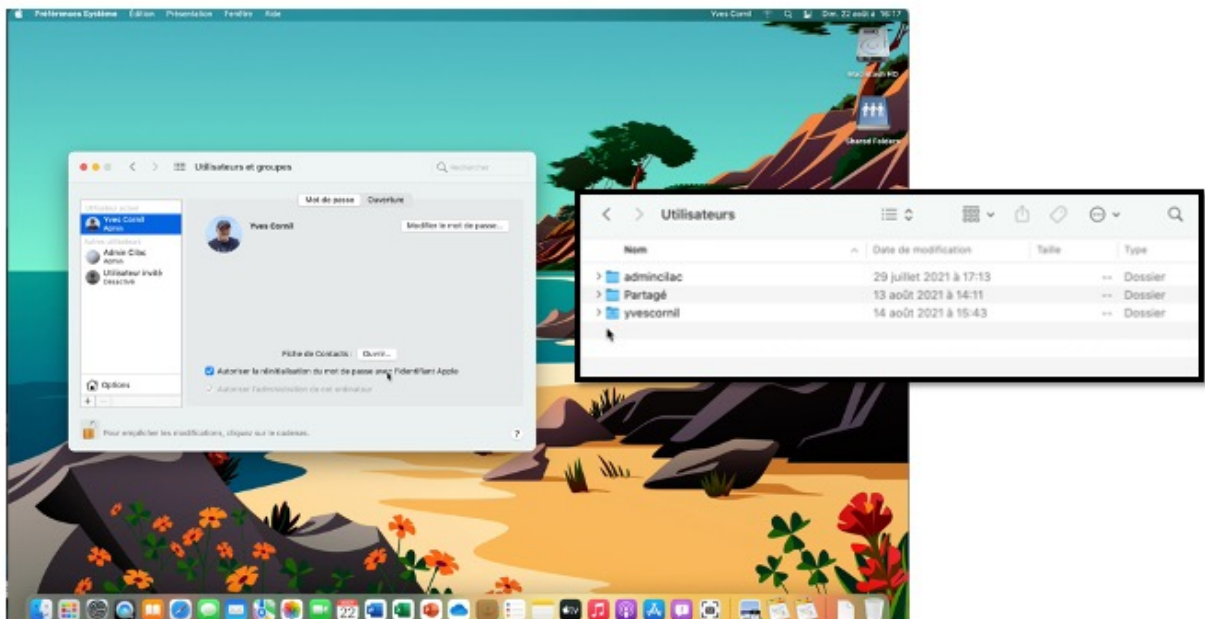 Préférences Système Édition Présentation Fenêtre Aide
Yves Cornil Dim. 22 août à 16:17
Macintosh HD
Shared Folders
Utilisateurs et groupes
Rechercher
Mot de passe Ouverture
Utilisateur actuel
Yves Cornil
Admin
Autres utilisateurs
Admin Cilac
Admin
Utilisateur invité
Désactivé
Yves Cornil
Modifier le mot de passe...
Fiche de Contacts : Ouvrir...
Autoriser la réinitialisation du mot de passe avec l'identifiant Apple
Autoriser l'administration de cet ordinateur
Options
+ −
Pour empêcher les modifications, cliquez sur le cadenas.
?
Utilisateurs
Nom Date de modification Taille Type
admincilac 29 juillet 2021 à 17:13 -- Dossier
Partagé 13 août 2021 à 14:11 -- Dossier
yvescornil 14 août 2021 à 15:43 -- Dossier
22
tv